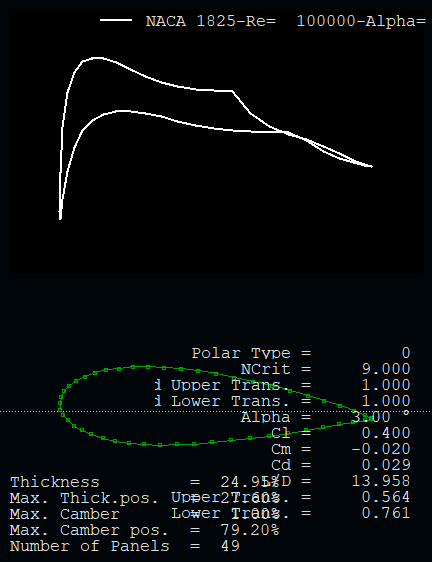 NACA 1825-Re=  100000-Alpha=
Polar Type = 0
NCrit = 9.000
d Upper Trans. = 1.000
d Lower Trans. = 1.000
Alpha = 3.00 °
Cl = 0.400
Cm = -0.020
Cd = 0.029
L/D = 13.958
Upper Trans. = 0.564
Lower Trans. = 0.761
Thickness = 24.95%
Max. Thick.pos. = 27.60%
Max. Camber =
Max. Camber pos. = 79.20%
Number of Panels = 49